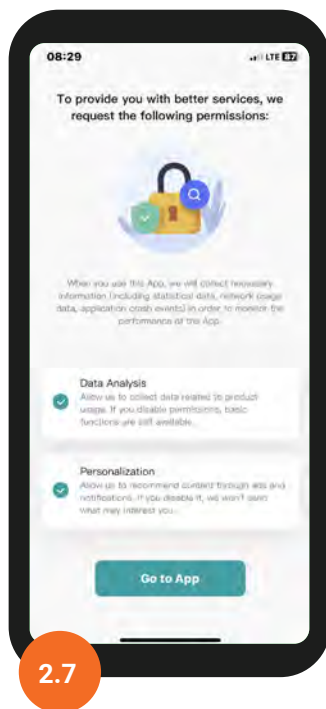 08:29
LTE 87
To provide you with better services, we
request the following permissions:
When you use this App, we will collect necessary
information (including statistical data, network usage
data, application crash events) in order to monitor the
performance of the App.
Data Analysis
Allow us to collect data related to product
usage. If you disable permissions, basic
functions are still available.
Personalization
Allow us to recommend content through ads and
notifications. If you disable it, we won't send
what may interest you.
Go to App
2.7